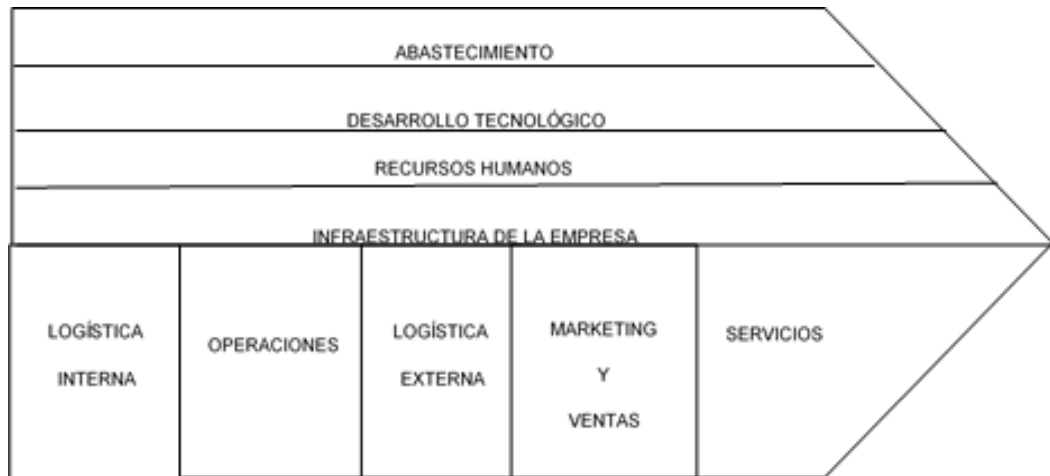 ABASTECIMIENTO
DESARROLLO TECNOLÓGICO
RECURSOS HUMANOS
INFRAESTRUCTURA DE LA EMPRESA
LOGÍSTICA
INTERNA
OPERACIONES
LOGÍSTICA
EXTERNA
MARKETING
Y
VENTAS
SERVICIOS